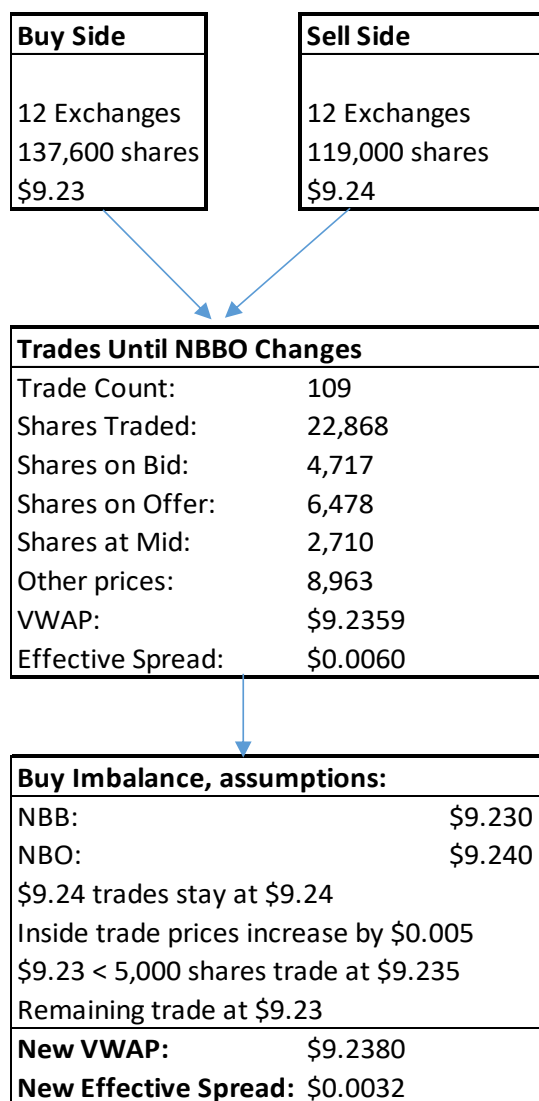 Buy Side
12 Exchanges
137,600 shares
$9.23
Sell Side
12 Exchanges
119,000 shares
$9.24
Trades Until NBBO Changes
Trade Count: 109
Shares Traded: 22,868
Shares on Bid: 4,717
Shares on Offer: 6,478
Shares at Mid: 2,710
Other prices: 8,963
VWAP: $9.2359
Effective Spread: $0.0060
Buy Imbalance, assumptions:
NBB: $9.230
NBO: $9.240
$9.24 trades stay at $9.24
Inside trade prices increase by $0.005
$9.23 < 5,000 shares trade at $9.235
Remaining trade at $9.23
New VWAP: $9.2380
New Effective Spread: $0.0032